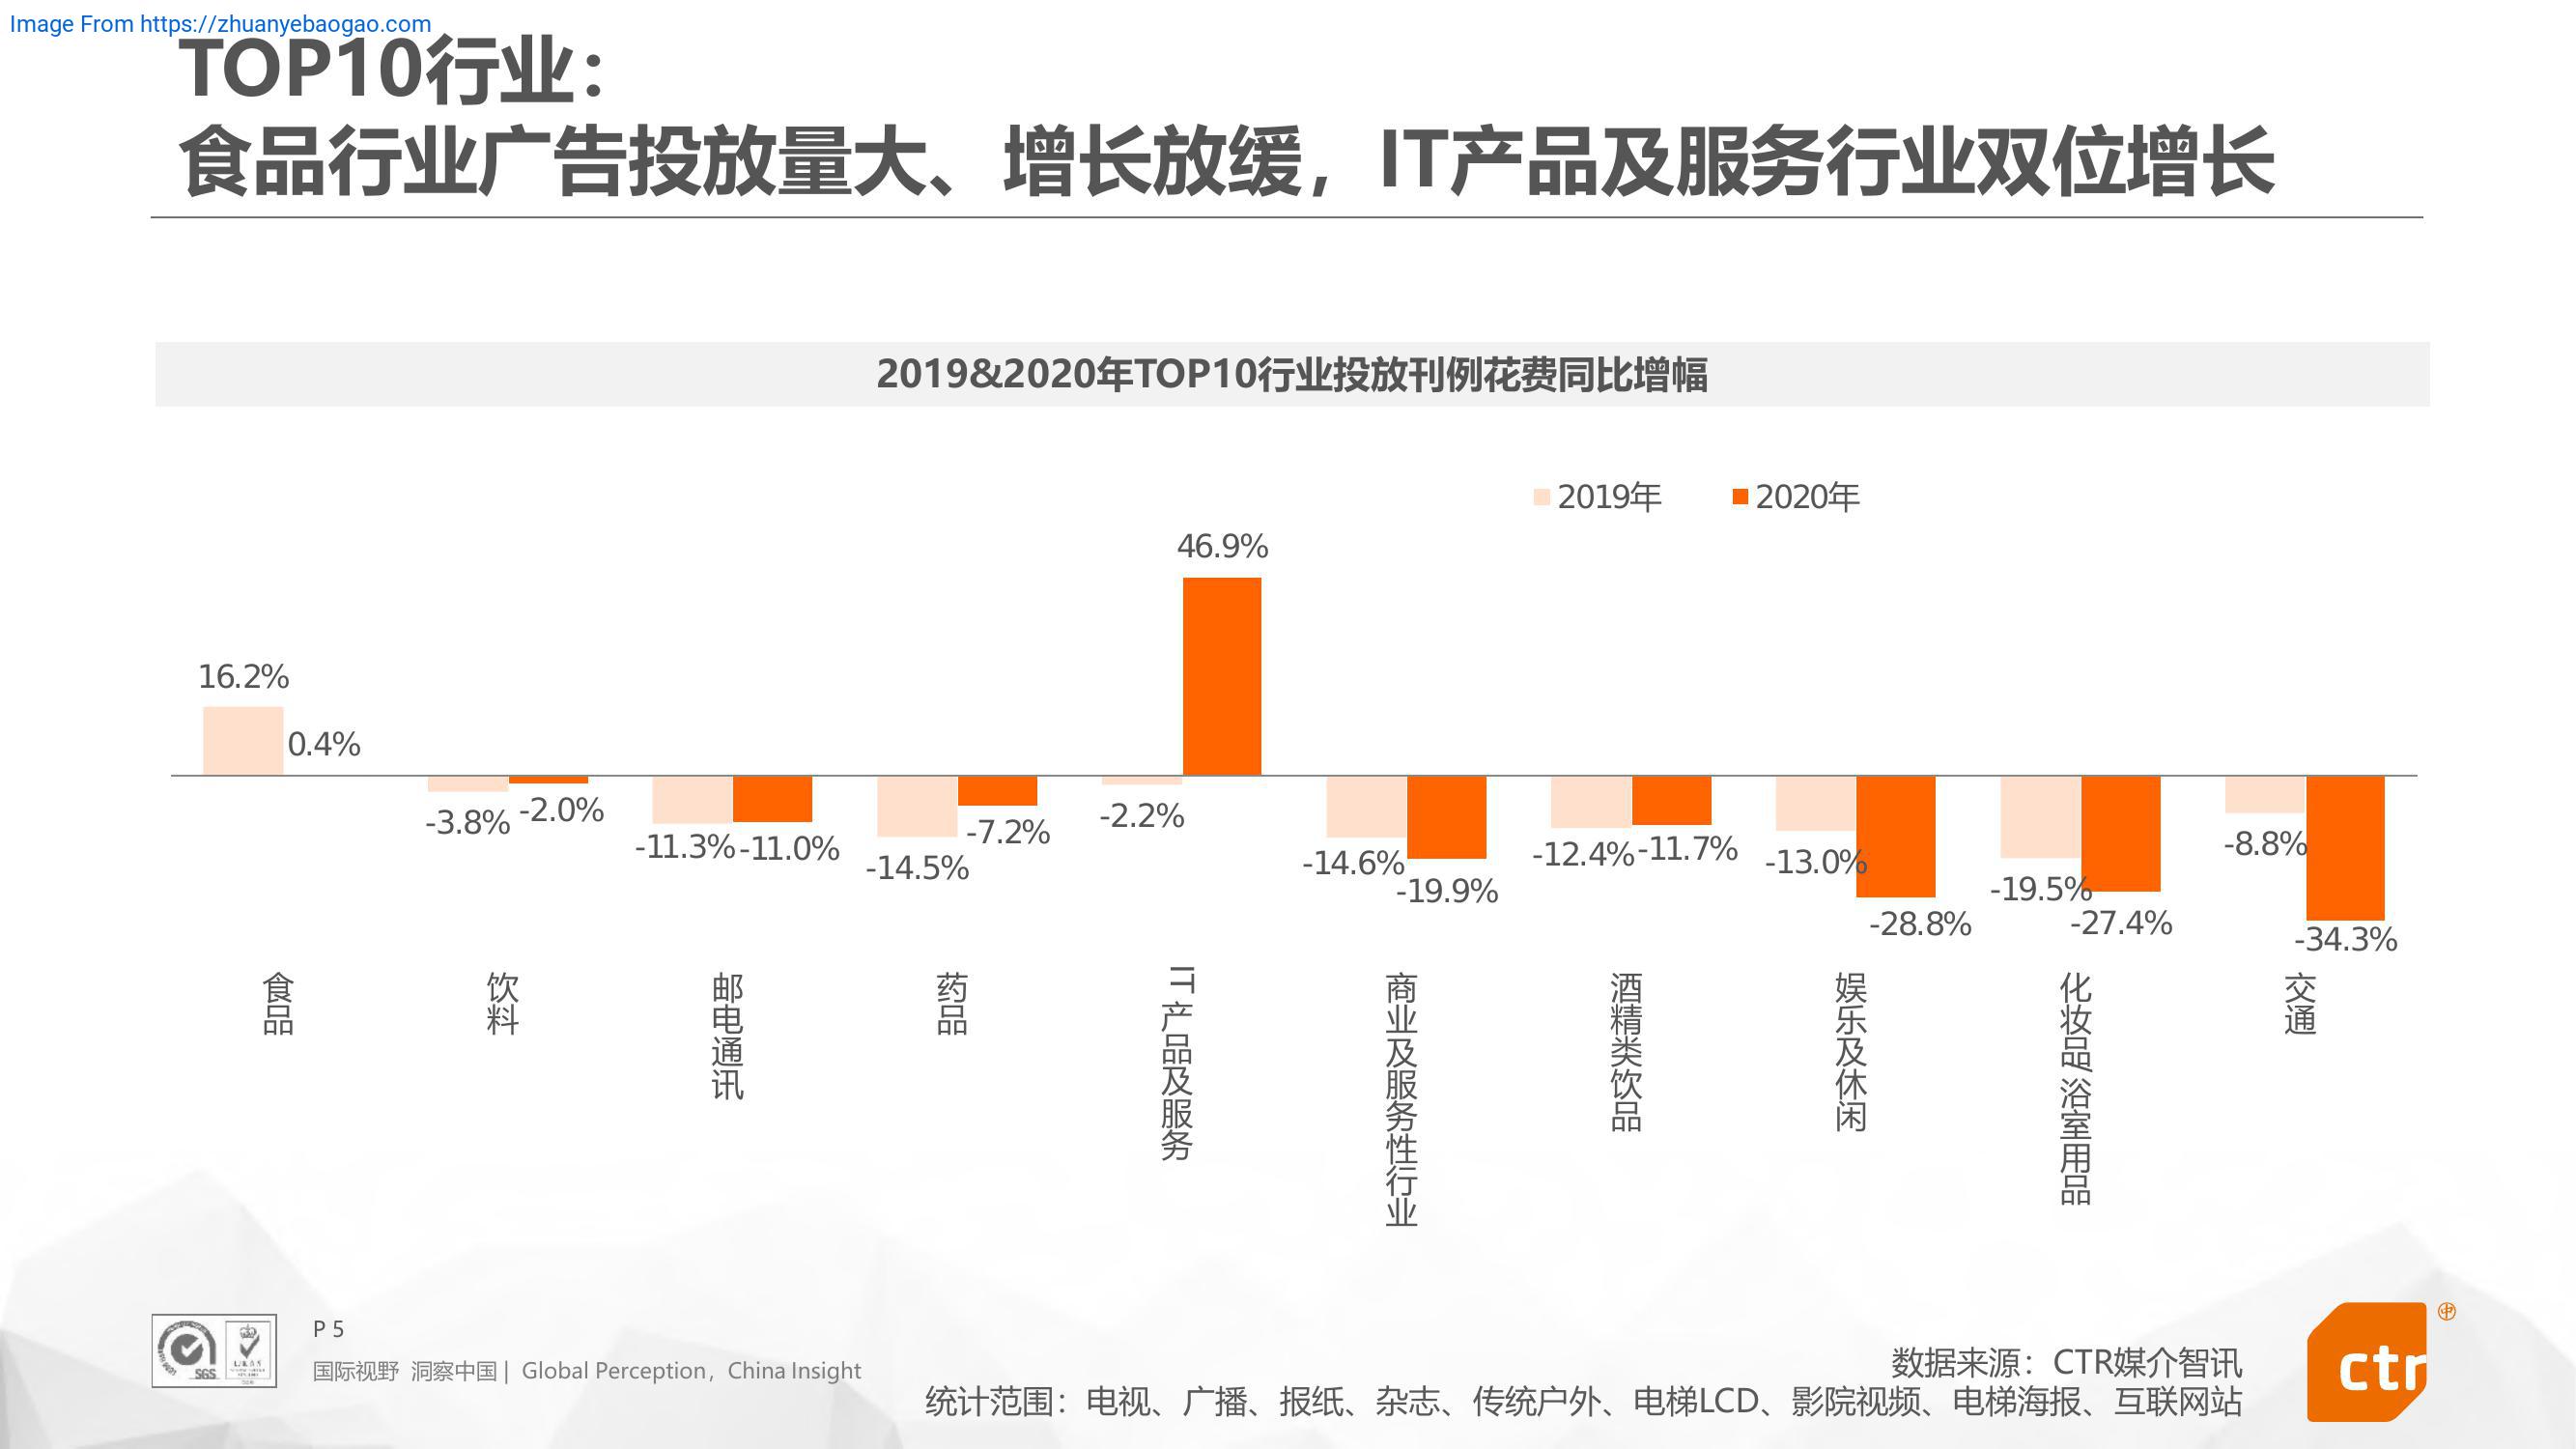 Image From https://zhuanyebaogao.com
TOP10行业：
食品行业广告投放量大、增长放缓，IT产品及服务行业双位增长
2019&2020年TOP10行业投放刊例花费同比增幅
2019年 2020年
46.9%
16.2%
0.4%
-3.8% -2.0%
-11.3% -11.0%
-14.5% -7.2%
-2.2%
-14.6% -19.9%
-12.4% -11.7%
-13.0% -28.8%
-19.5% -27.4%
-8.8% -34.3%
食品
饮料
邮电通讯
药品
IT产品及服务
商业及服务性行业
酒精类饮品
娱乐及休闲
化妆品/浴室用品
交通
SGS
P 5
国际视野 洞察中国 | Global Perception，China Insight
数据来源：CTR媒介智讯
统计范围：电视、广播、报纸、杂志、传统户外、电梯LCD、影院视频、电梯海报、互联网站
ctr